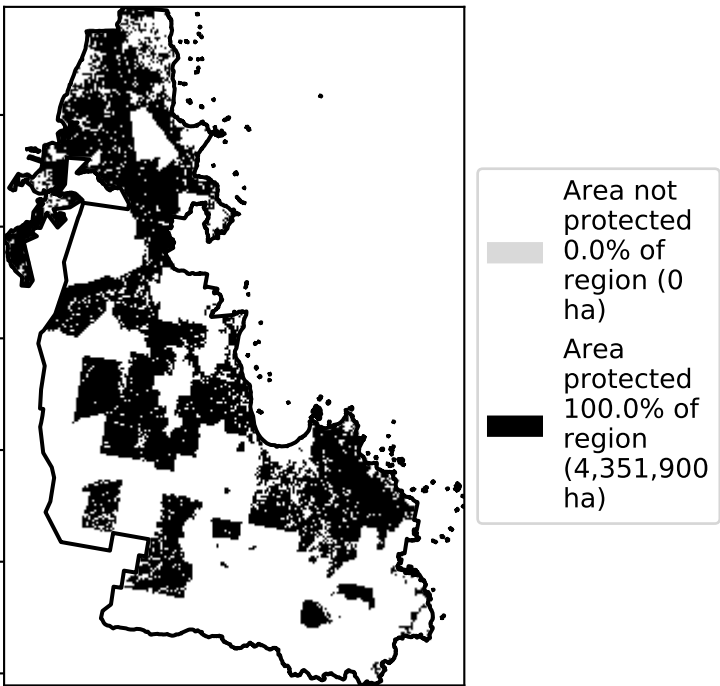 Area not
protected
0.0% of
region (0
ha)
Area
protected
100.0% of
region
(4,351,900
ha)